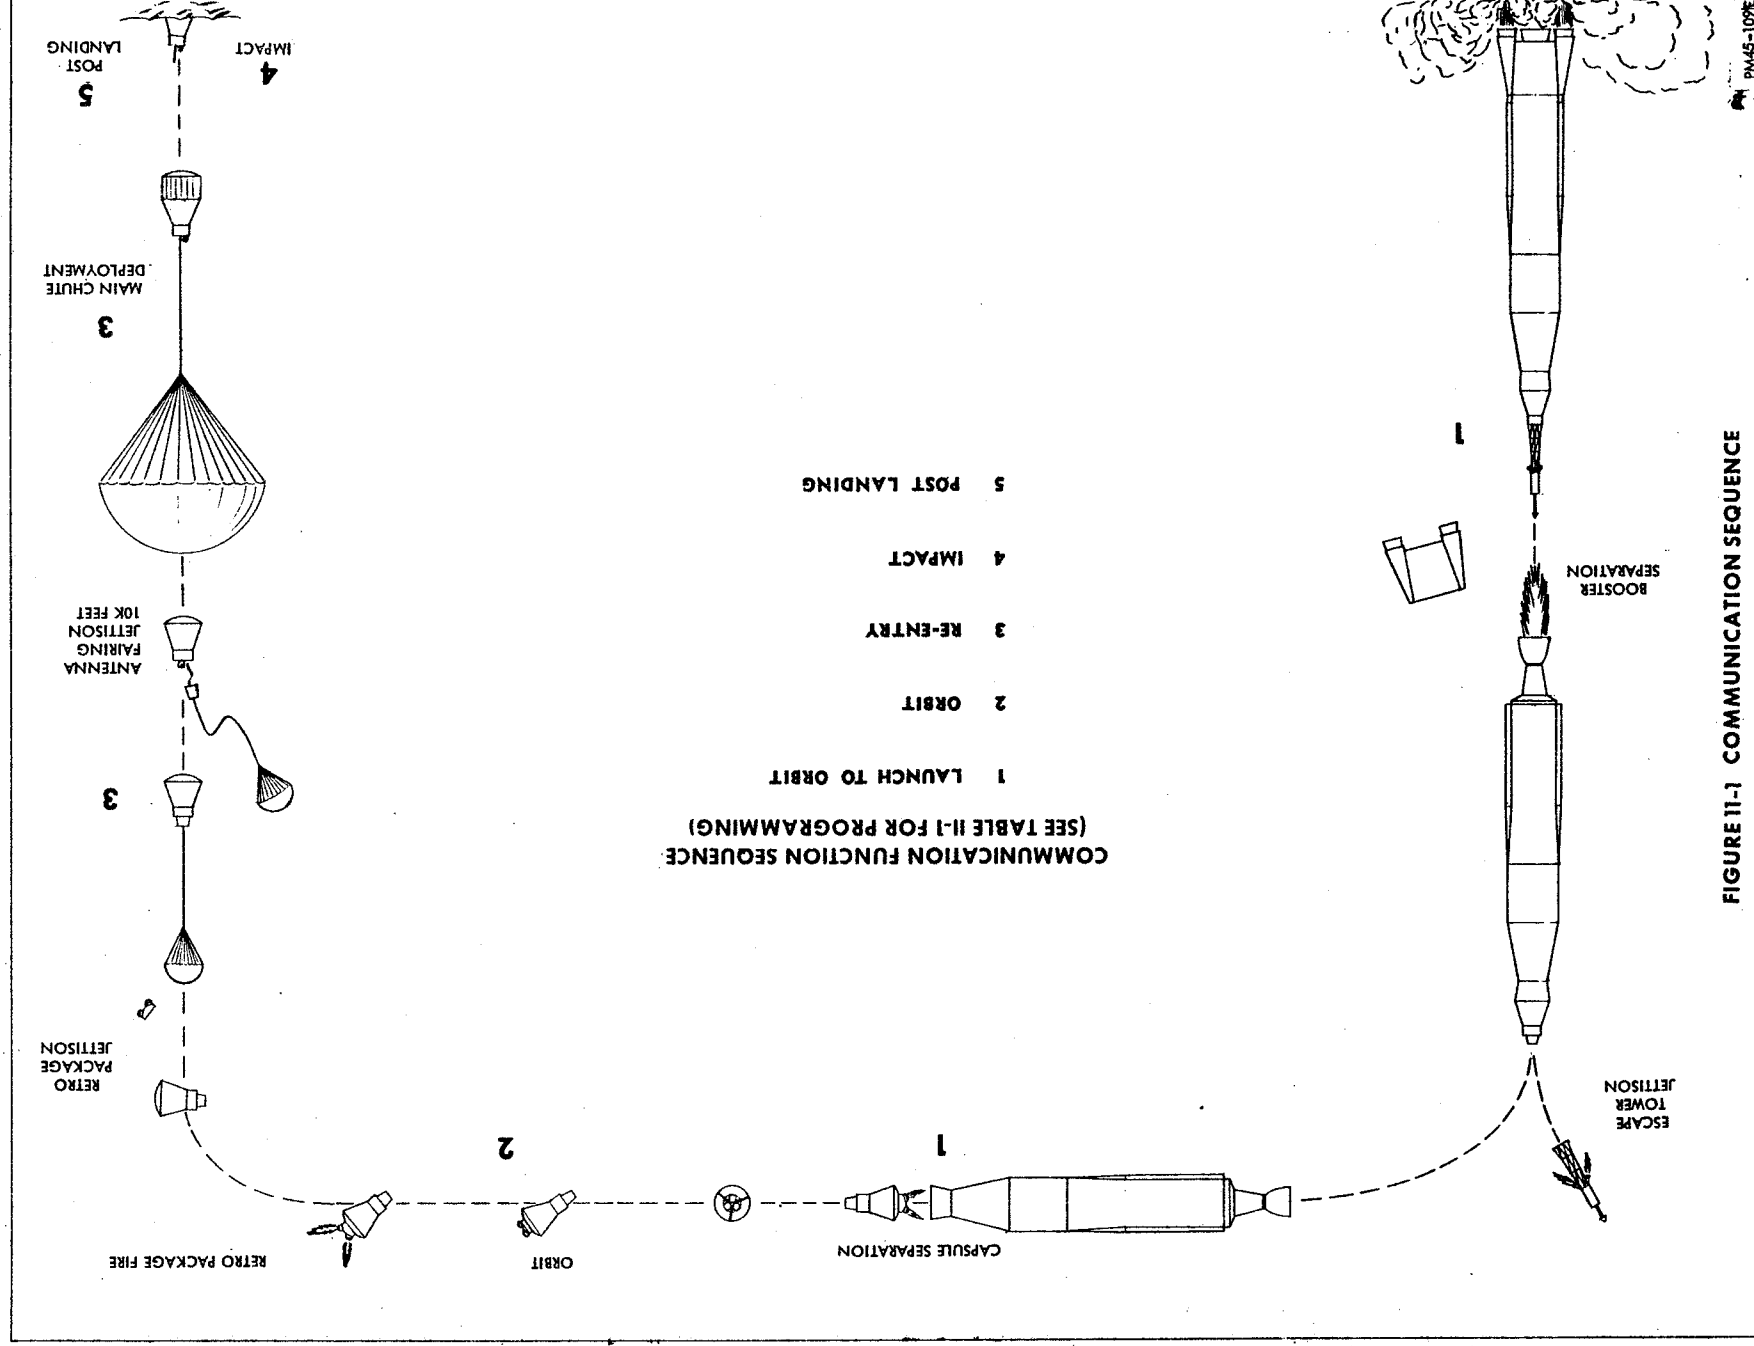 ESCAPE
TOWER
JETTISON
CAPSULE SEPARATION
ORBIT
RETRO PACKAGE FIRE
1
2
RETRO
PACKAGE
JETTISON
COMMUNICATION FUNCTION SEQUENCE
(SEE TABLE II-1 FOR PROGRAMMING)
1 LAUNCH TO ORBIT
2 ORBIT
3 RE-ENTRY
4 IMPACT
5 POST LANDING
3
ANTENNA
FAIRING
JETTISON
10K FEET
BOOSTER
SEPARATION
1
3
MAIN CHUTE
DEPLOYMENT
4
IMPACT
5
POST
LANDING
FIGURE 11-1 COMMUNICATION SEQUENCE